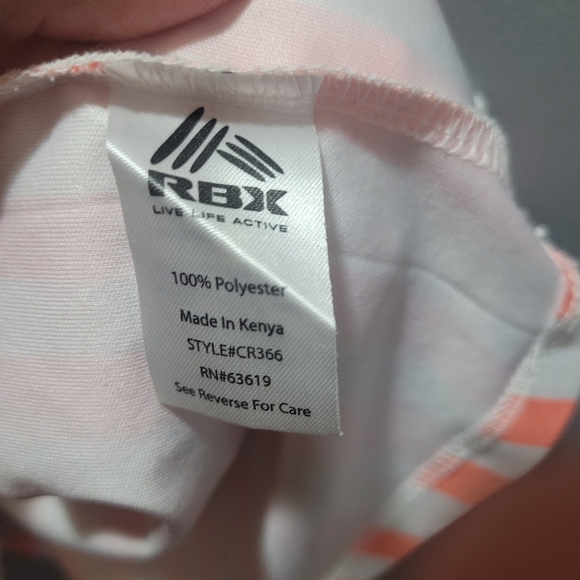 RBX
LIVE LIFE ACTIVE
100% Polyester
Made In Kenya
STYLE#CR366
RN#63619
See Reverse For Care